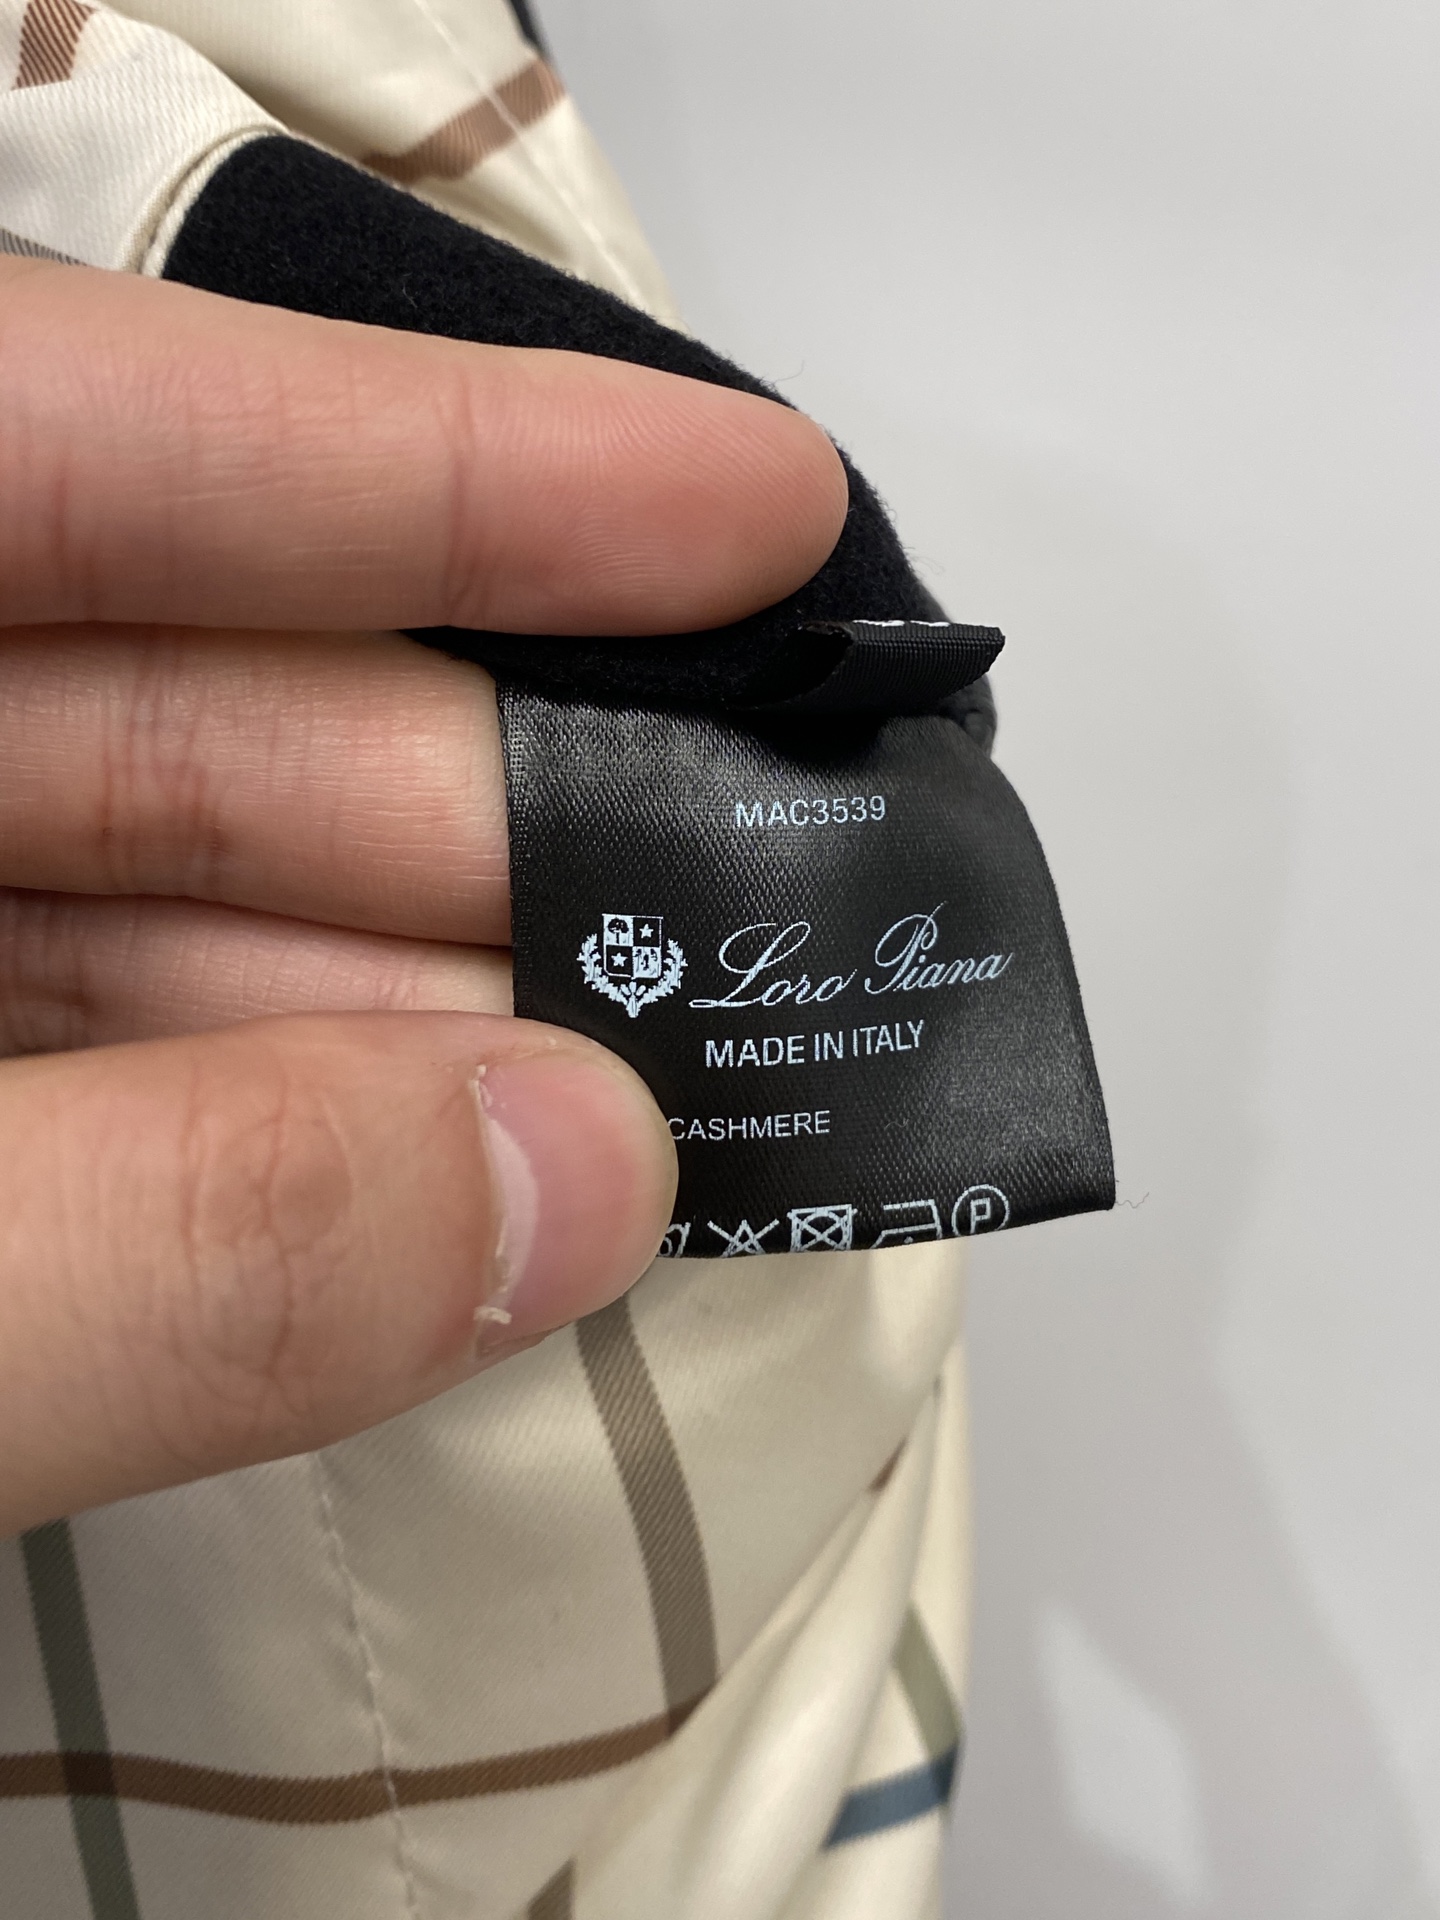 MAC3539
Loro Piana
MADE IN ITALY
CASHMERE
P